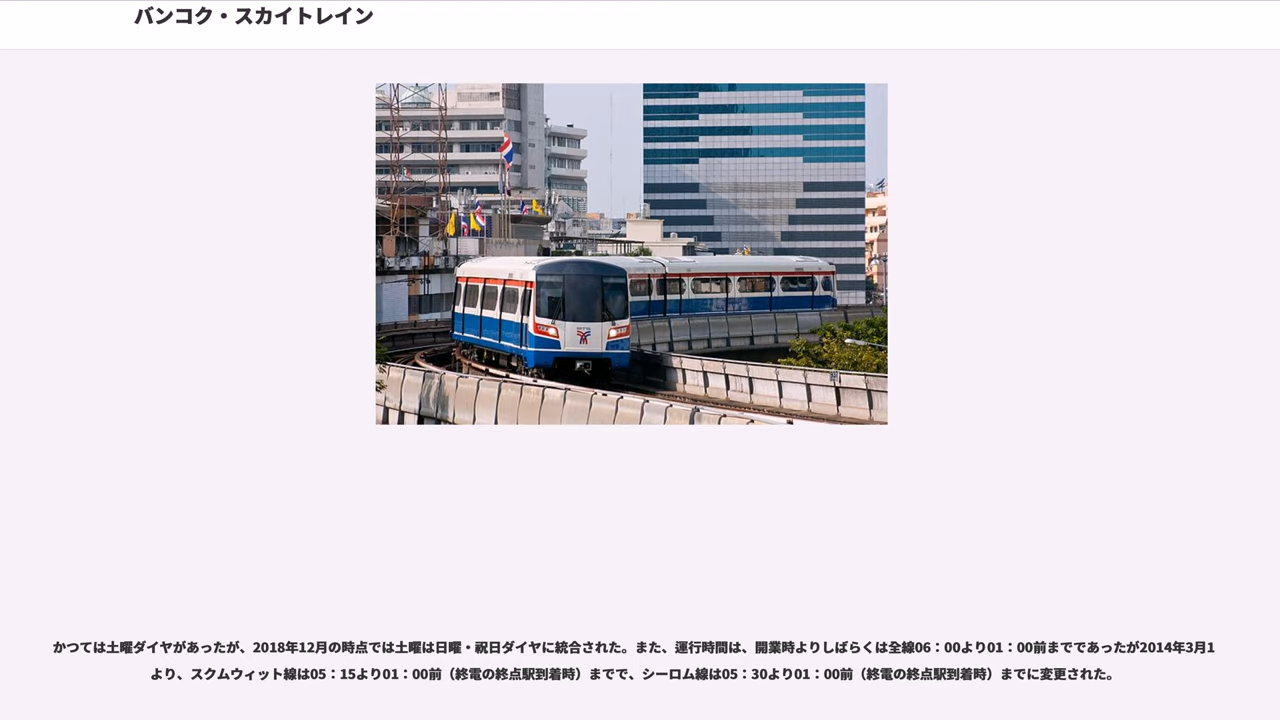 バンコク・スカイトレイン
かつては土曜ダイヤがあったが、2018年12月の時点では土曜は日曜・祝日ダイヤに統合された。また、運行時間は、開業時よりしばらくは全線06：00より01：00前までであったが2014年3月1
より、スクムウィット線は05：15より01：00前（終電の終点駅到着時）までで、シーロム線は05：30より01：00前（終電の終点駅到着時）までに変更された。